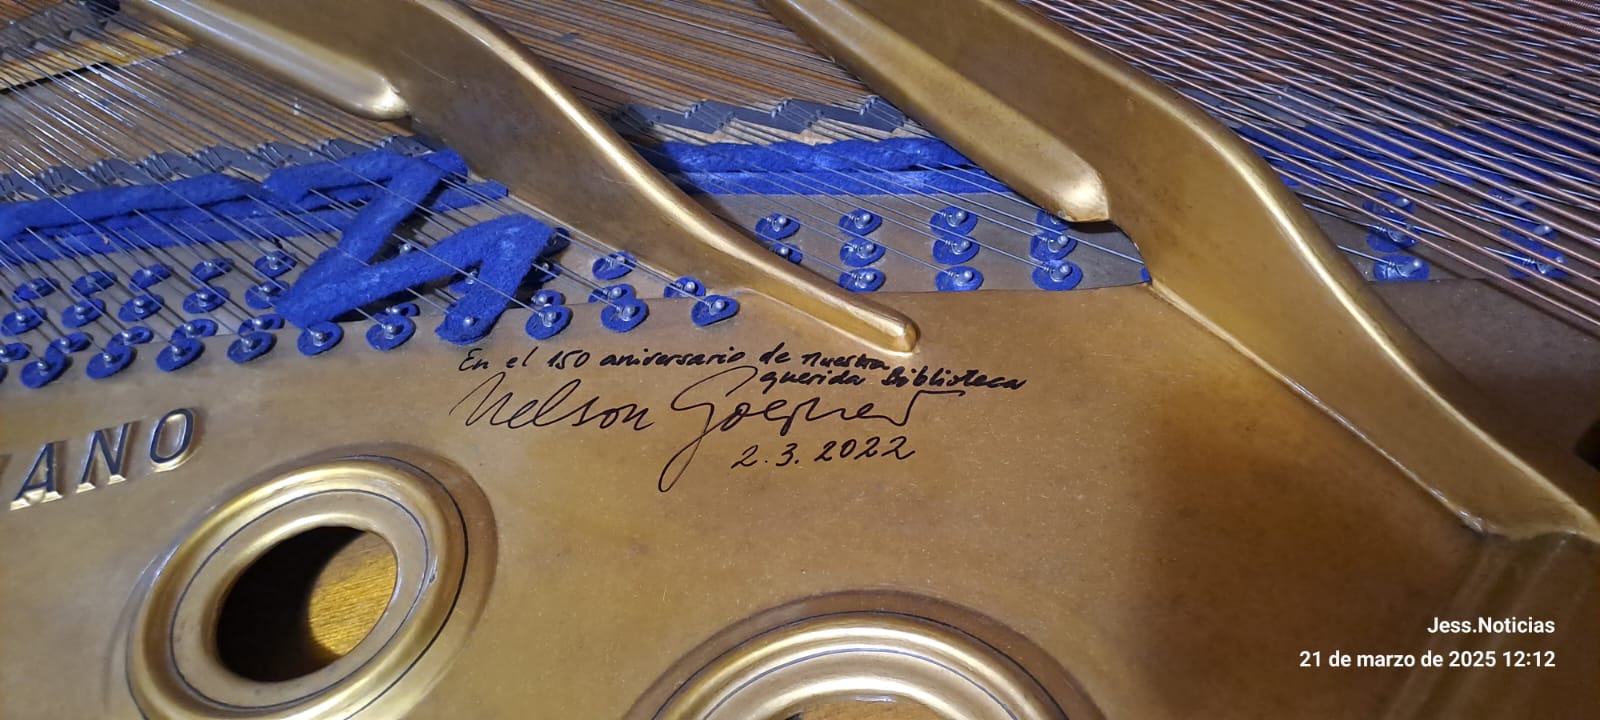 En el 150 aniversario de nuestra
querida Biblioteca
Nelson Goerner
2.3.2022
ANO
Jess.Noticias
21 de marzo de 2025 12:12